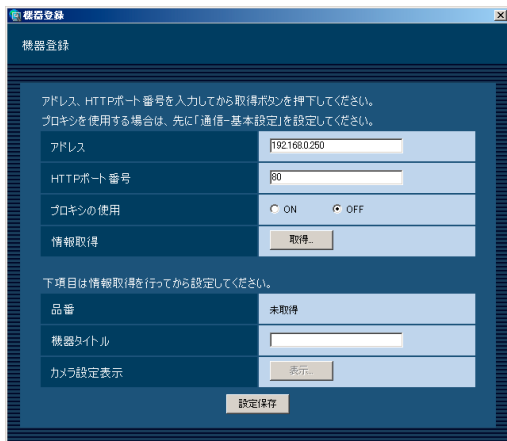 機器登録
機器登録
アドレス、HTTPポート番号を入力してから取得ボタンを押下してください。
プロキシを使用する場合は、先に「通信-基本設定」を設定してください。
アドレス 192.168.0.250
HTTPポート番号 80
プロキシの使用 ON OFF
情報取得 取得...
下項目は情報取得を行ってから設定してください。
品番 未取得
機器タイトル
カメラ設定表示 表示...
設定保存